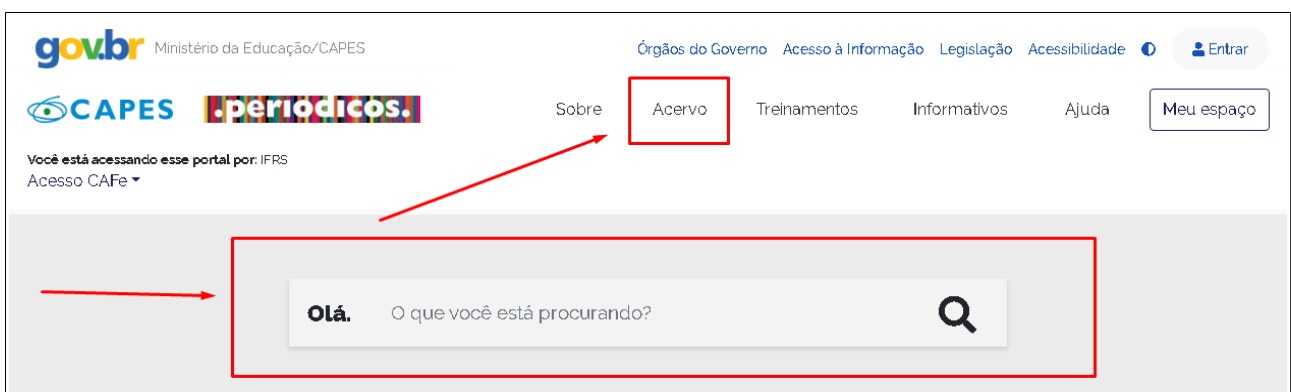 gov.br Ministério da Educação/CAPES Órgãos do Governo Acesso à Informação Legislação Acessibilidade Entrar
CAPES .periodicos. Sobre Acervo Treinamentos Informativos Ajuda Meu espaço
Você está acessando esse portal por: IFRS
Acesso CAFe
Olá. O que você está procurando?